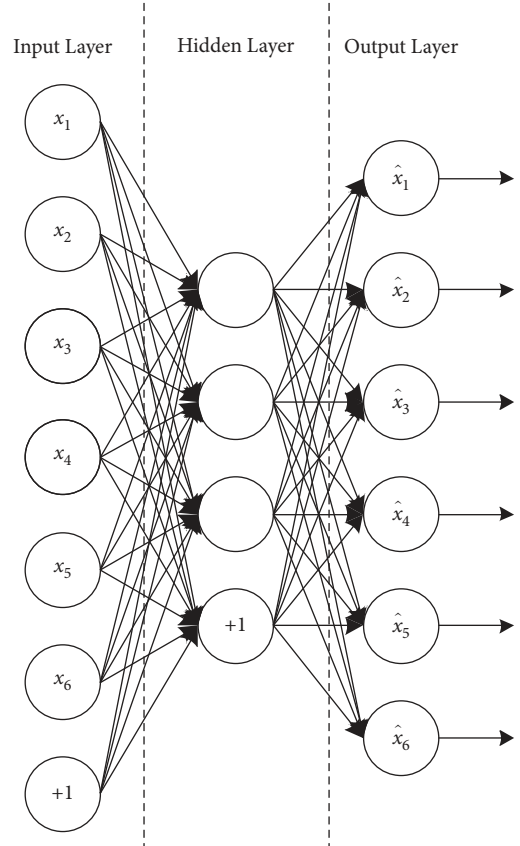 Input Layer
Hidden Layer
Output Layer
x₁
x₂
x₃
x₄
x₅
x₆
+1
+1
x̂₁
x̂₂
x̂₃
x̂₄
x̂₅
x̂₆